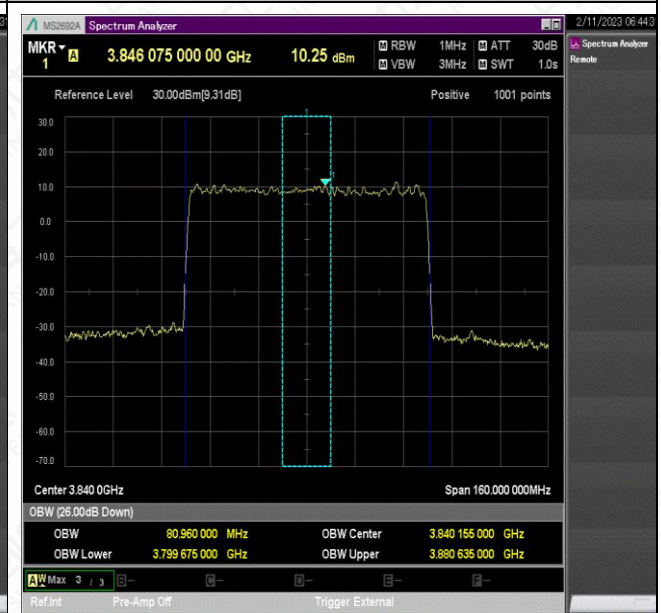 31
MS2692A Spectrum Analyzer
2/11/2023 06:44:3
MKR 1 A 3.846 075 000 00 GHz 10.25 dBm M RBW 1MHz M ATT 30dB
M VBW 3MHz M SWT 1.0s
Spectrum Analyzer
Remote
Reference Level 30.00dBm[9.31dB] Positive 1001 points
1
30.0
20.0
10.0
0.0
-10.0
-20.0
-30.0
-40.0
-50.0
-60.0
-70.0
Center 3.840 0GHz Span 160.000 000MHz
OBW (26.00dB Down)
OBW 80.960 000 MHz OBW Center 3.840 155 000 GHz
OBW Lower 3.799 675 000 GHz OBW Upper 3.880 635 000 GHz
A W Max 3 / 3 B- C- D- E- F-
Ref.Int Pre-Amp Off Trigger External